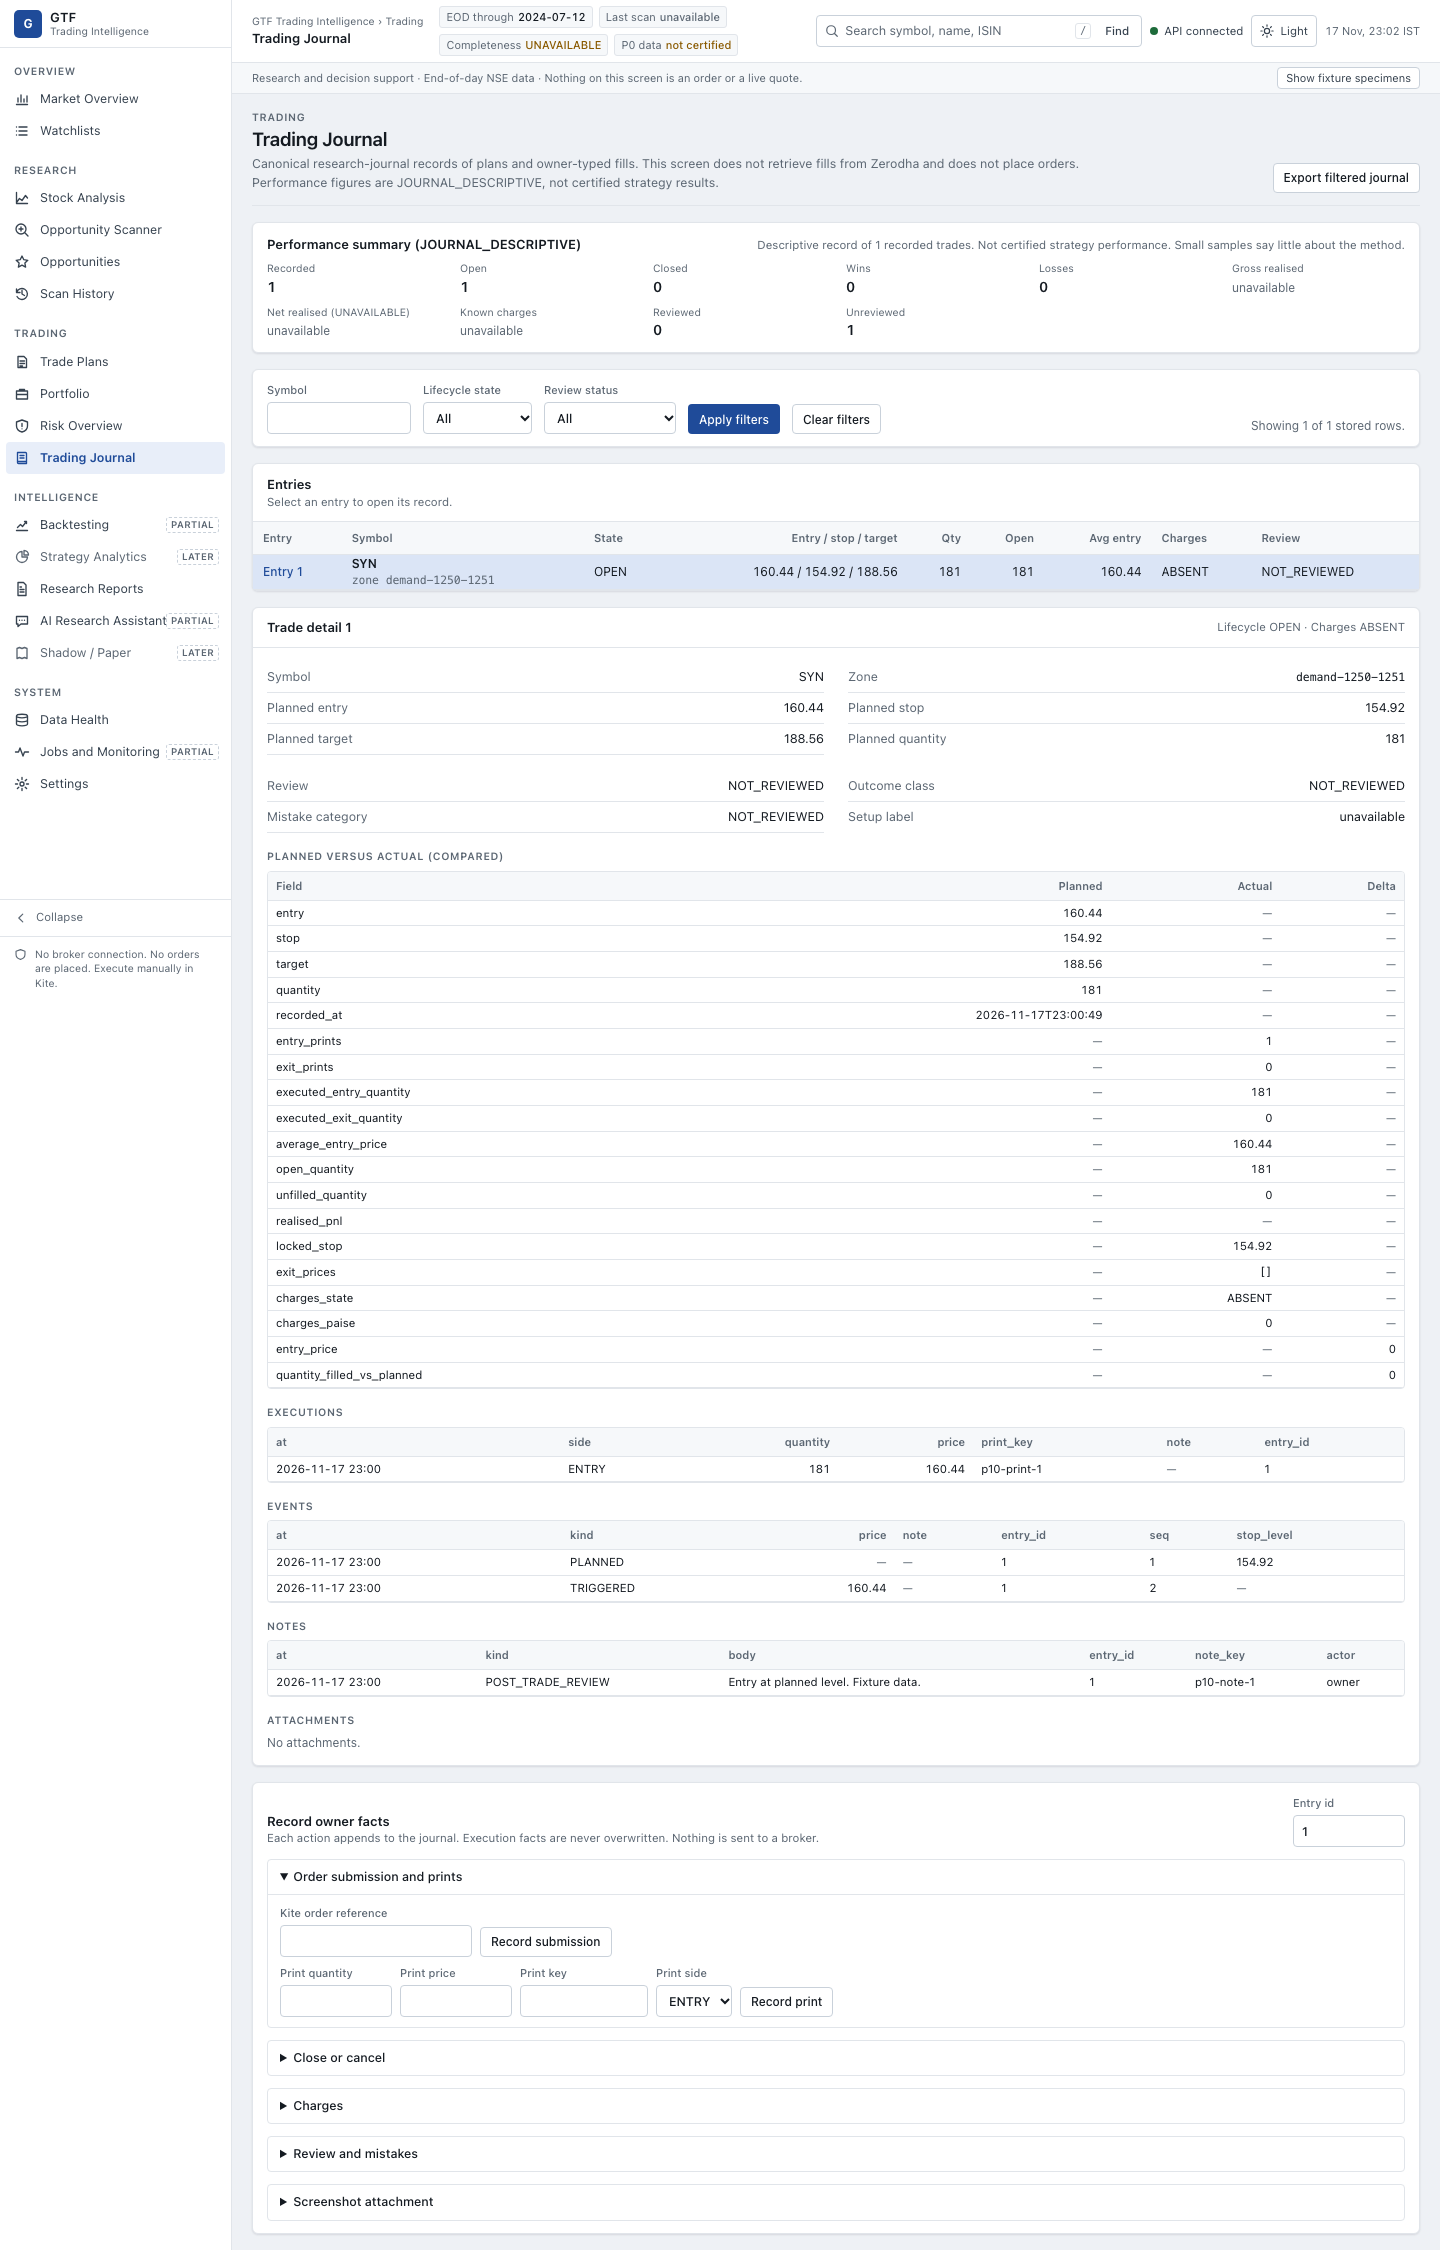 G
GTF
Trading Intelligence
OVERVIEW
Market Overview
Watchlists
RESEARCH
Stock Analysis
Opportunity Scanner
Opportunities
Scan History
TRADING
Trade Plans
Portfolio
Risk Overview
Trading Journal
INTELLIGENCE
Backtesting PARTIAL
Strategy Analytics LATER
Research Reports
AI Research Assistant PARTIAL
Shadow / Paper LATER
SYSTEM
Data Health
Jobs and Monitoring PARTIAL
Settings
Collapse
No broker connection. No orders
are placed. Execute manually in
Kite.
GTF Trading Intelligence › Trading
Trading Journal
EOD through 2024-07-12 Last scan unavailable
Completeness UNAVAILABLE P0 data not certified
Search symbol, name, ISIN / Find
API connected
Light
17 Nov, 23:02 IST
Research and decision support · End-of-day NSE data · Nothing on this screen is an order or a live quote.
Show fixture specimens
TRADING
Trading Journal
Canonical research-journal records of plans and owner-typed fills. This screen does not retrieve fills from Zerodha and does not place orders.
Performance figures are JOURNAL_DESCRIPTIVE, not certified strategy results.
Export filtered journal
Performance summary (JOURNAL_DESCRIPTIVE) Descriptive record of 1 recorded trades. Not certified strategy performance. Small samples say little about the method.
Recorded Open Closed Wins Losses Gross realised
1 1 0 0 0 unavailable
Net realised (UNAVAILABLE) Known charges Reviewed Unreviewed
unavailable unavailable 0 1
Symbol Lifecycle state Review status
All All Apply filters Clear filters Showing 1 of 1 stored rows.
Entries
Select an entry to open its record.
Entry Symbol State Entry / stop / target Qty Open Avg entry Charges Review
Entry 1 SYN OPEN 160.44 / 154.92 / 188.56 181 181 160.44 ABSENT NOT_REVIEWED
zone demand-1250-1251
Trade detail 1 Lifecycle OPEN · Charges ABSENT
Symbol SYN Zone demand-1250-1251
Planned entry 160.44 Planned stop 154.92
Planned target 188.56 Planned quantity 181
Review NOT_REVIEWED Outcome class NOT_REVIEWED
Mistake category NOT_REVIEWED Setup label unavailable
PLANNED VERSUS ACTUAL (COMPARED)
Field Planned Actual Delta
entry 160.44 — —
stop 154.92 — —
target 188.56 — —
quantity 181 — —
recorded_at 2026-11-17T23:00:49 — —
entry_prints — 1 —
exit_prints — 0 —
executed_entry_quantity — 181 —
executed_exit_quantity — 0 —
average_entry_price — 160.44 —
open_quantity — 181 —
unfilled_quantity — 0 —
realised_pnl — — —
locked_stop — 154.92 —
exit_prices — [] —
charges_state — ABSENT —
charges_paise — 0 —
entry_price — — 0
quantity_filled_vs_planned — — 0
EXECUTIONS
at side quantity price print_key note entry_id
2026-11-17 23:00 ENTRY 181 160.44 p10-print-1 — 1
EVENTS
at kind price note entry_id seq stop_level
2026-11-17 23:00 PLANNED — — 1 1 154.92
2026-11-17 23:00 TRIGGERED 160.44 — 1 2 —
NOTES
at kind body entry_id note_key actor
2026-11-17 23:00 POST_TRADE_REVIEW Entry at planned level. Fixture data. 1 p10-note-1 owner
ATTACHMENTS
No attachments.
Record owner facts
Each action appends to the journal. Execution facts are never overwritten. Nothing is sent to a broker.
Entry id
1
Order submission and prints
Kite order reference
Record submission
Print quantity Print price Print key Print side
ENTRY Record print
Close or cancel
Charges
Review and mistakes
Screenshot attachment